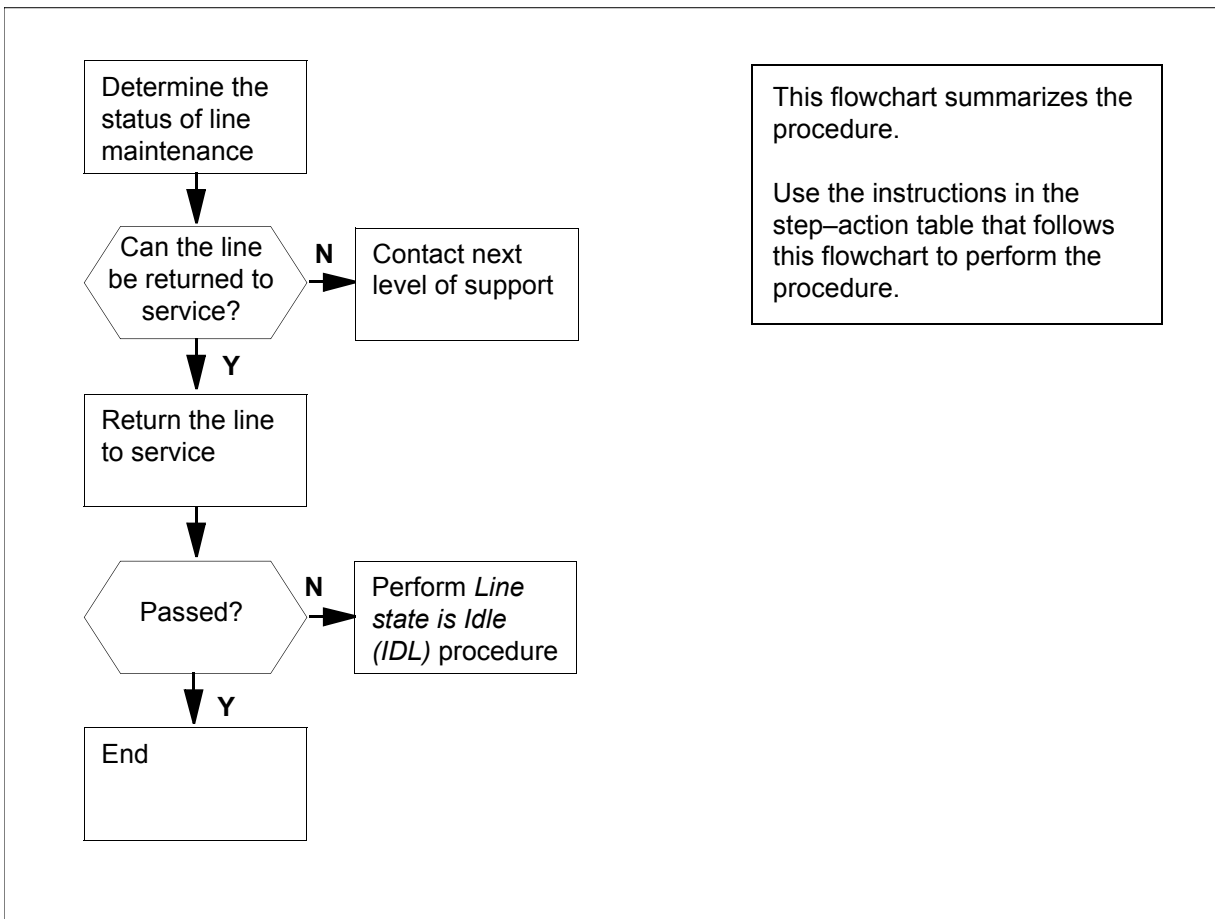 Determine the
status of line
maintenance
Can the line
be returned to
service?
N
Contact next
level of support
Y
Return the line
to service
Passed?
N
Perform Line
state is Idle
(IDL) procedure
Y
End
This flowchart summarizes the
procedure.
Use the instructions in the
step–action table that follows
this flowchart to perform the
procedure.